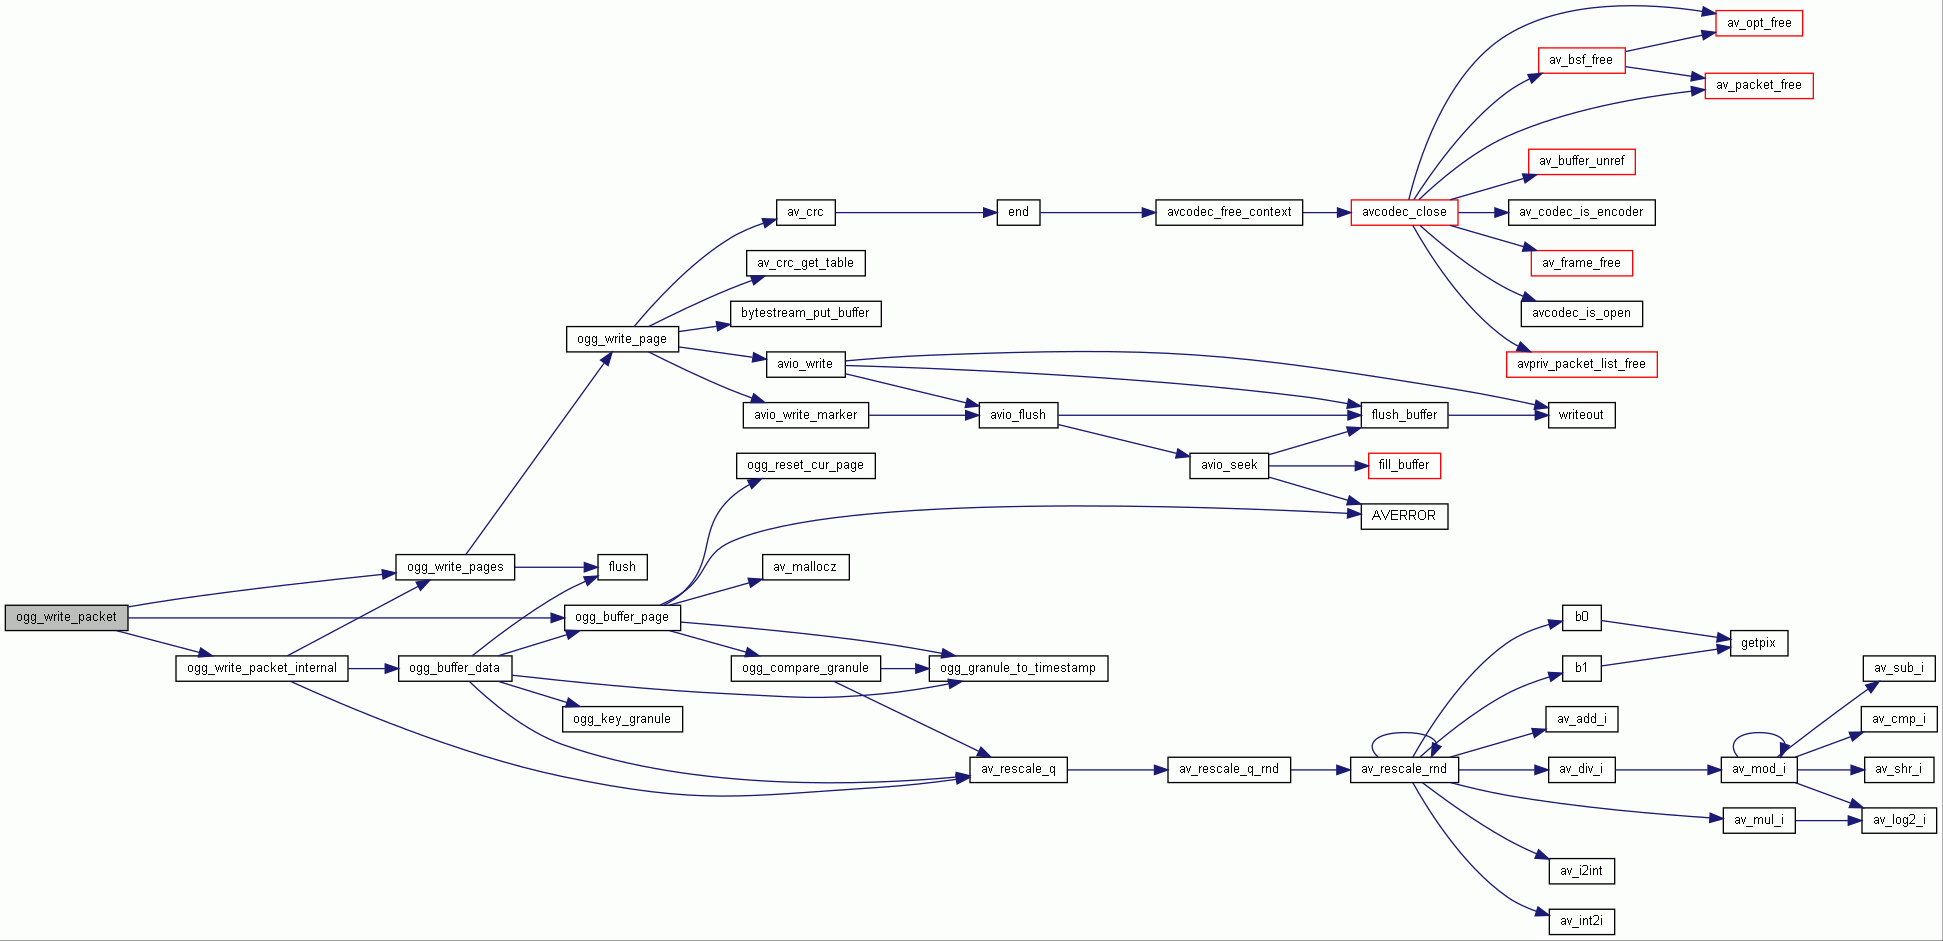 av_opt_free
av_bsf_free
av_packet_free
av_buffer_unref
av_crc
end
avcodec_free_context
avcodec_close
av_codec_is_encoder
av_crc_get_table
av_frame_free
bytestream_put_buffer
avcodec_is_open
ogg_write_page
avio_write
avpriv_packet_list_free
avio_write_marker
avio_flush
flush_buffer
writeout
ogg_reset_cur_page
avio_seek
fill_buffer
AVERROR
ogg_write_pages
flush
av_mallocz
ogg_write_packet
ogg_buffer_page
b0
getpix
ogg_write_packet_internal
ogg_buffer_data
ogg_compare_granule
ogg_granule_to_timestamp
b1
av_sub_i
ogg_key_granule
av_add_i
av_cmp_i
av_rescale_q
av_rescale_q_rnd
av_rescale_rnd
av_div_i
av_mod_i
av_shr_i
av_mul_i
av_log2_i
av_i2int
av_int2i